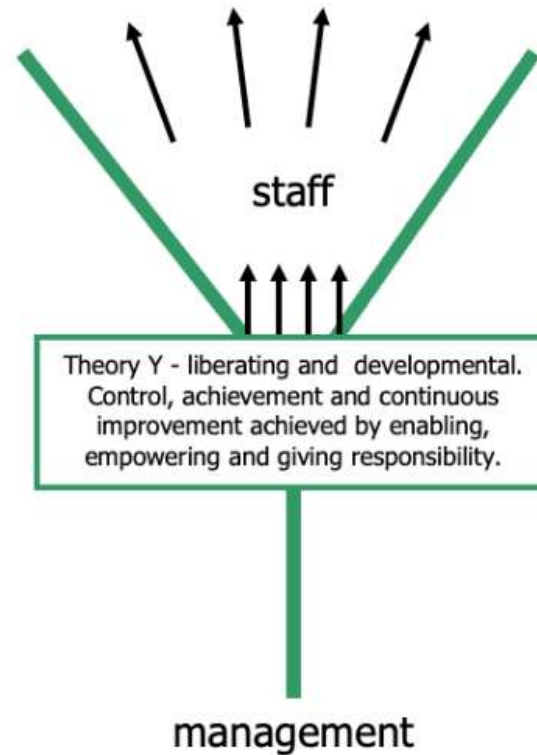 staff
Theory Y - liberating and developmental.
Control, achievement and continuous
improvement achieved by enabling,
empowering and giving responsibility.
management